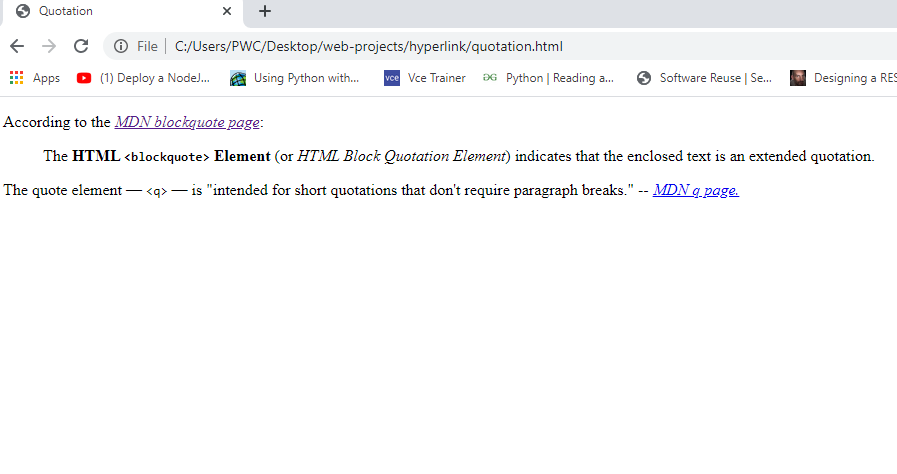 Quotation
File | C:/Users/PWC/Desktop/web-projects/hyperlink/quotation.html
Apps (1) Deploy a NodeJ... Using Python with... vce Vce Trainer Python | Reading a... Software Reuse | Se... Designing a RES
According to the MDN blockquote page:
The HTML <blockquote> Element (or HTML Block Quotation Element) indicates that the enclosed text is an extended quotation.
The quote element — <q> — is "intended for short quotations that don't require paragraph breaks." -- MDN q page.